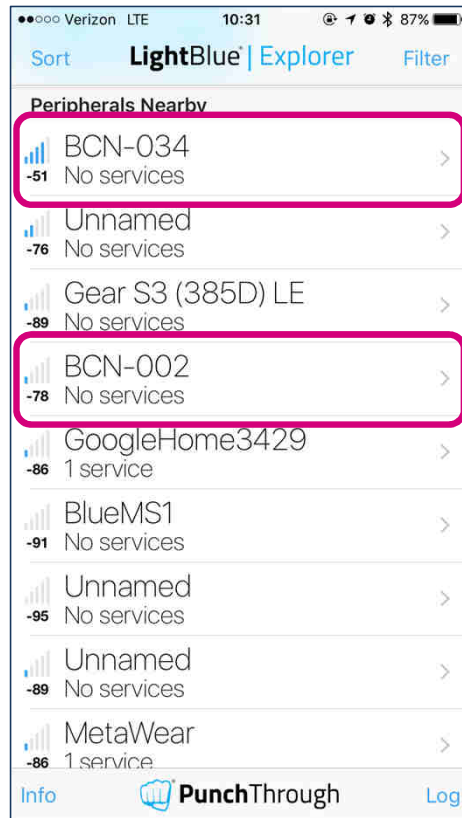 Verizon LTE 10:31 87%
Sort LightBlue | Explorer Filter
Peripherals Nearby
BCN-034
-51 No services
Unnamed
-76 No services
Gear S3 (385D) LE
-89 No services
BCN-002
-78 No services
GoogleHome3429
-86 1 service
BlueMS1
-91 No services
Unnamed
-95 No services
Unnamed
-89 No services
MetaWear
-86 1 service
Info PunchThrough Log